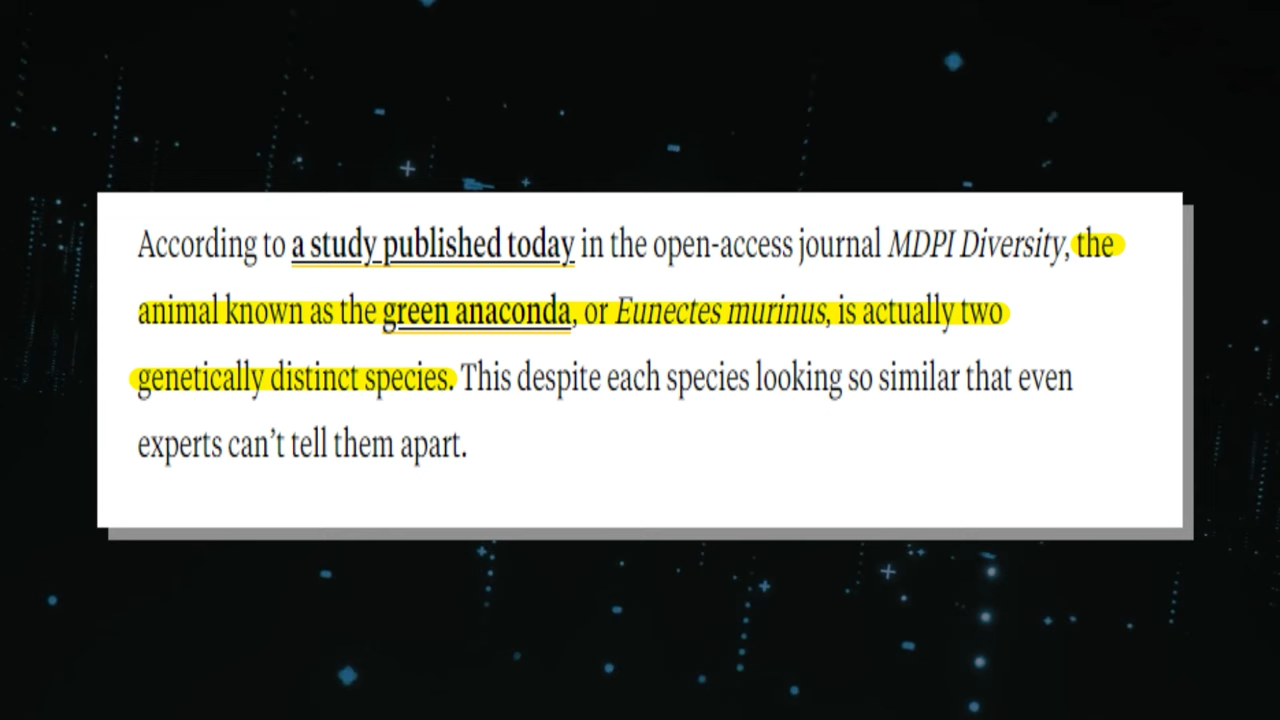 According to a study published today in the open-access journal MDPI Diversity, the
animal known as the green anaconda, or Eunectes murinus, is actually two
genetically distinct species. This despite each species looking so similar that even
experts can’t tell them apart.